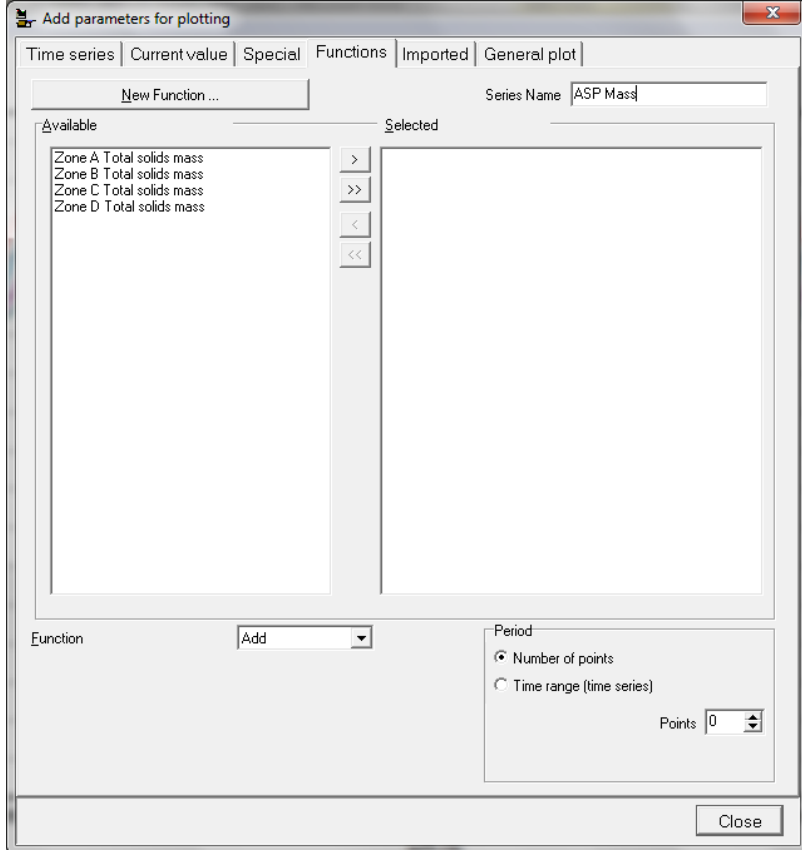 Add parameters for plotting
Time series Current value Special Functions Imported General plot
New Function ... Series Name ASP Mass
Available Selected
Zone A Total solids mass >
Zone B Total solids mass
Zone C Total solids mass >>
Zone D Total solids mass
<
<<
Function Add Period
Number of points
Time range (time series)
Points 0
Close